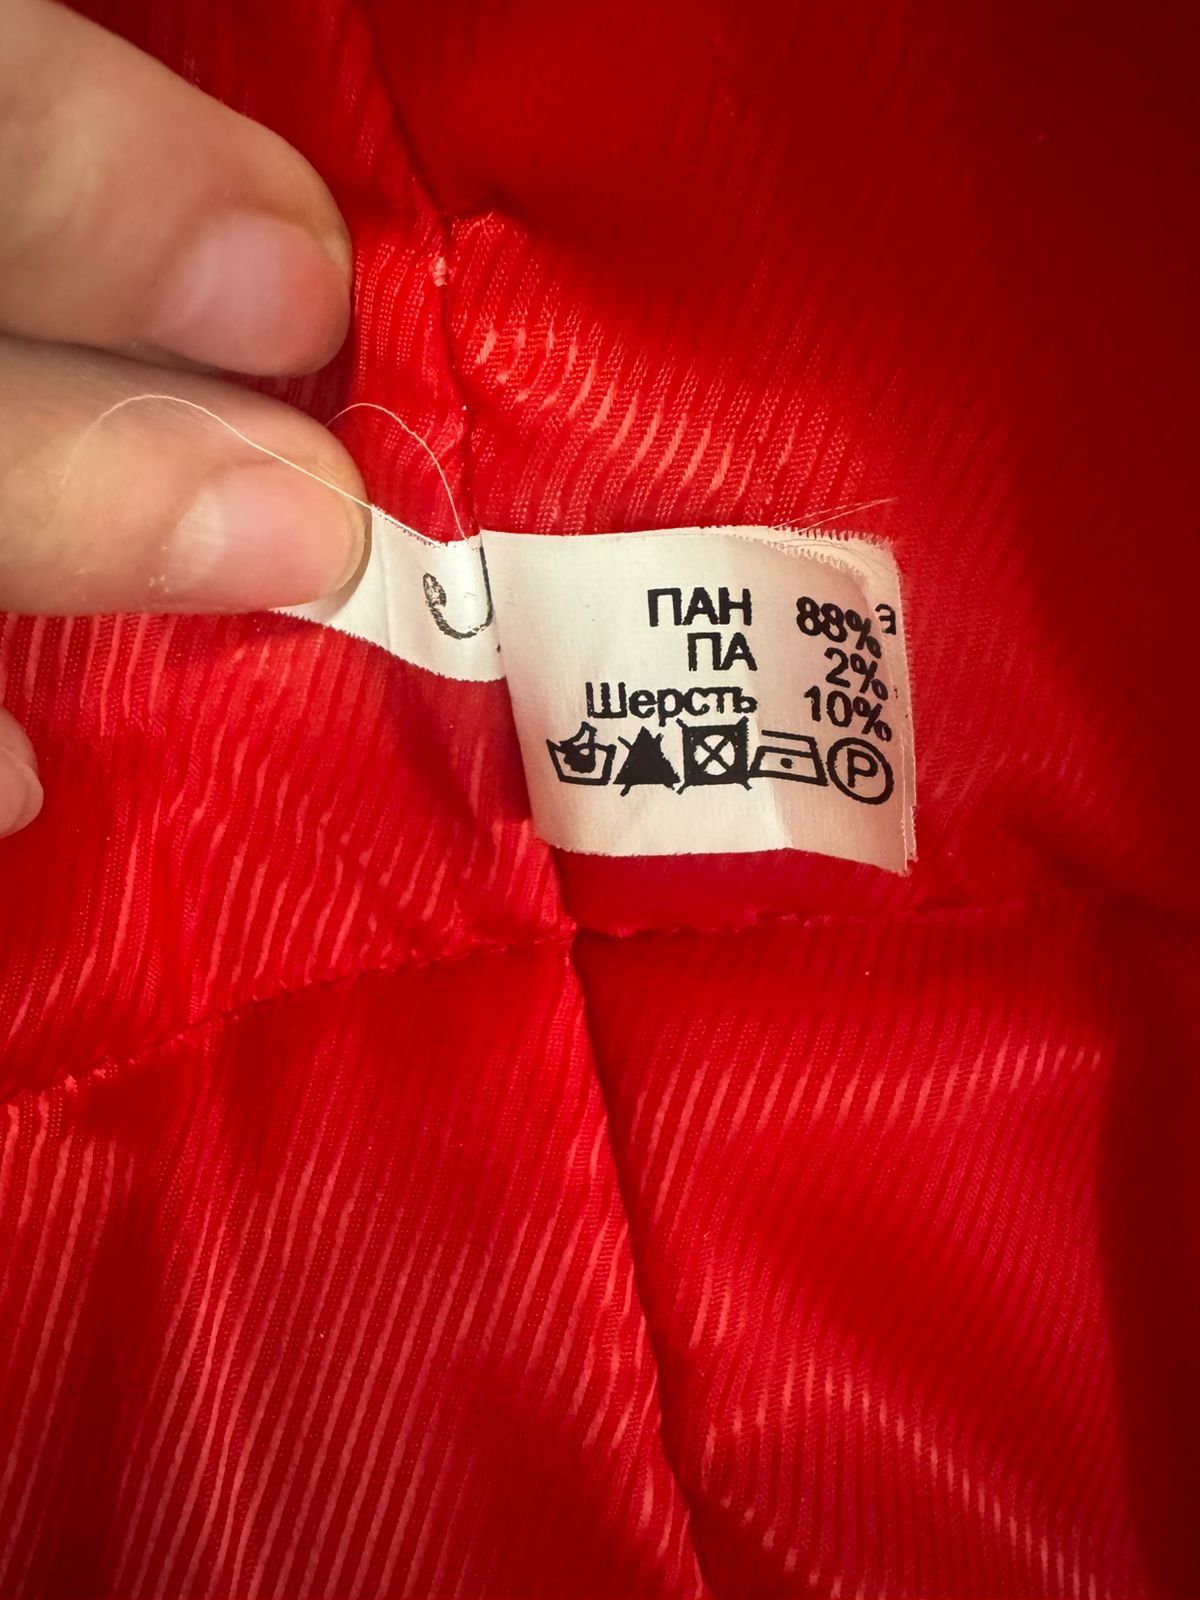 ПАН 88%
ПА 2%
Шерсть 10%
P